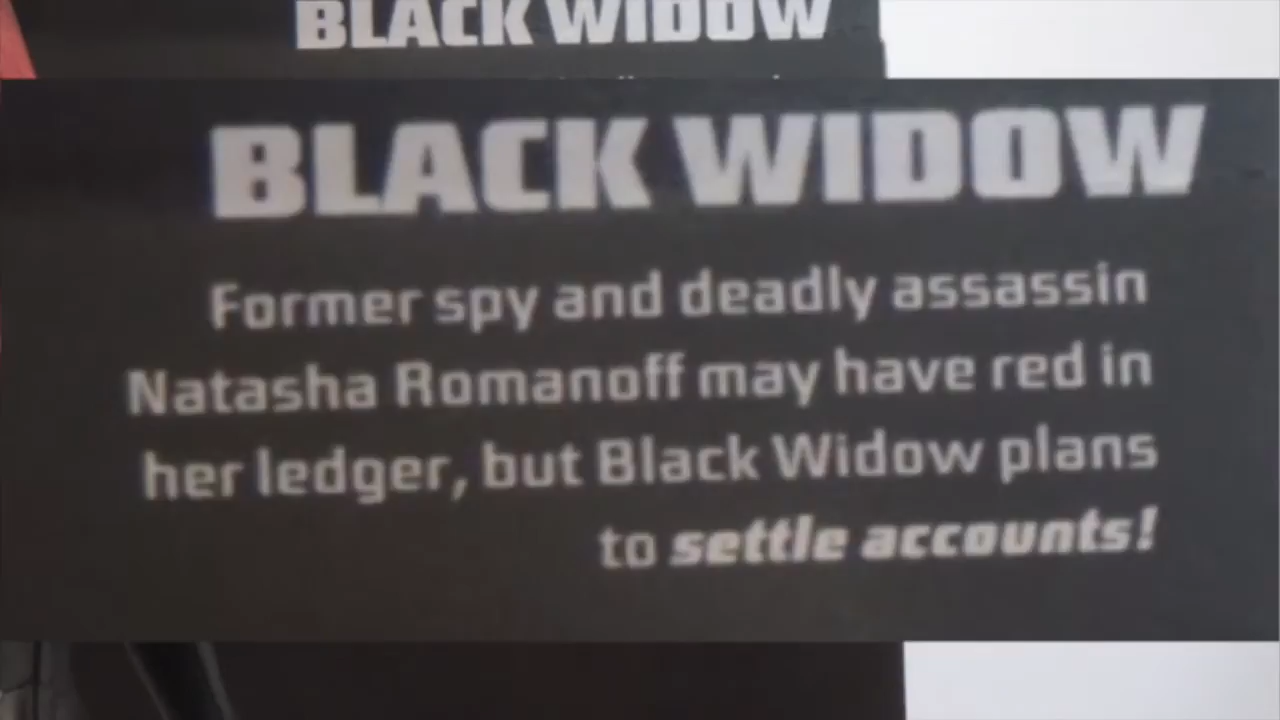 BLACK WIDOW
BLACK WIDOW
Former spy and deadly assassin
Natasha Romanoff may have red in
her ledger, but Black Widow plans
to settle accounts!